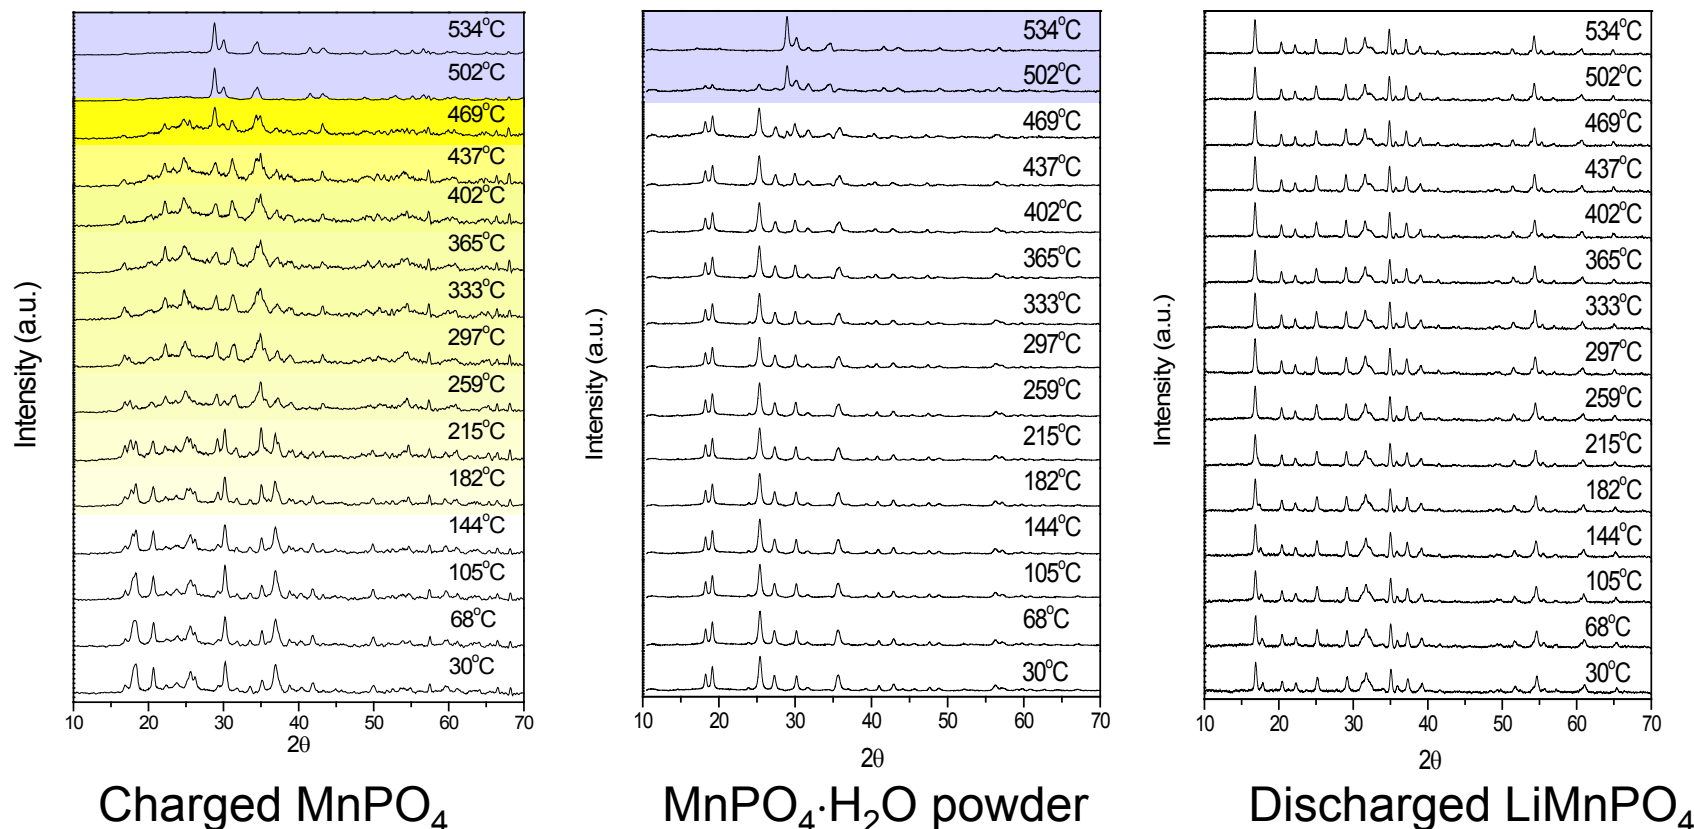 534°C
502°C
469°C
437°C
402°C
365°C
333°C
297°C
259°C
215°C
182°C
144°C
105°C
68°C
30°C
Intensity (a.u.)
10 20 30 40 50 60 70
2θ
Charged MnPO₄
534°C
502°C
469°C
437°C
402°C
365°C
333°C
297°C
259°C
215°C
182°C
144°C
105°C
68°C
30°C
Intensity (a.u.)
10 20 30 40 50 60 70
2θ
MnPO₄·H₂O powder
534°C
502°C
469°C
437°C
402°C
365°C
333°C
297°C
259°C
215°C
182°C
144°C
105°C
68°C
30°C
Intensity (a.u.)
10 20 30 40 50 60 70
2θ
Discharged LiMnPO₄